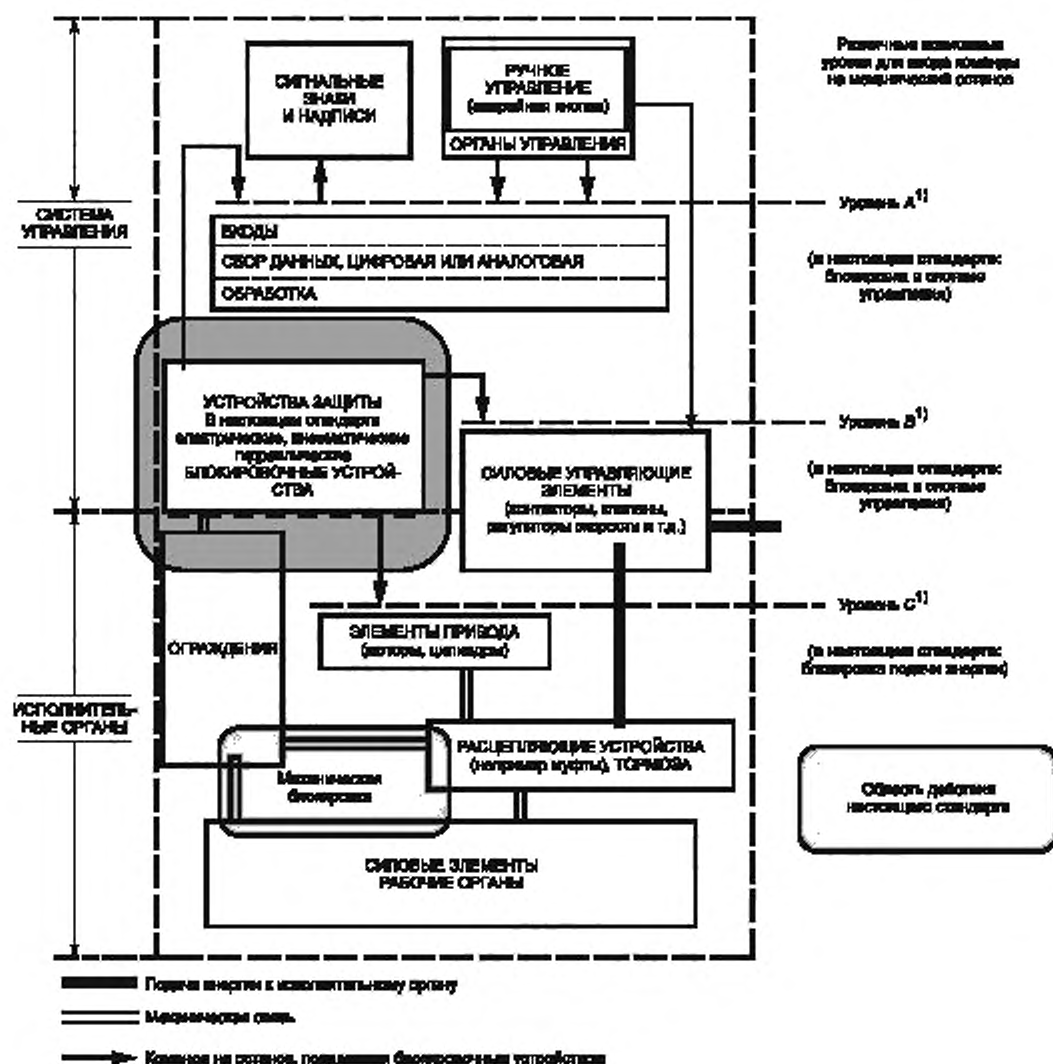 СИГНАЛЬНЫЕ
ЗНАКИ
И НАДПИСИ
РУЧНОЕ
УПРАВЛЕНИЕ
(аварийная кнопка)
ОРГАНЫ УПРАВЛЕНИЯ
Различные возможные
уровни для ввода команды
на механический останов
СИСТЕМА
УПРАВЛЕНИЯ
Уровень А1)
ВХОДЫ
СБОР ДАННЫХ, ЦИФРОВАЯ ИЛИ АНАЛОГОВАЯ
ОБРАБОТКА
(в настоящем стандарте:
блокировка в системе
управления)
УСТРОЙСТВА ЗАЩИТЫ
В настоящем стандарте
электрические, пневматические
гидравлические
БЛОКИРОВОЧНЫЕ УСТРОЙ-
СТВА
Уровень В1)
СИЛОВЫЕ УПРАВЛЯЮЩИЕ
ЭЛЕМЕНТЫ
(контакторы, клапаны,
регуляторы скорости и т.д.)
(в настоящем стандарте:
блокировка в системе
управления)
Уровень С1)
ОГРАЖДЕНИЯ
ЭЛЕМЕНТЫ ПРИВОДА
(моторы, цилиндры)
(в настоящем стандарте:
блокировка подачи энергии)
ИСПОЛНИТЕЛЬ-
НЫЕ ОРГАНЫ
РАСЦЕПЛЯЮЩИЕ УСТРОЙСТВА
(например муфты), ТОРМОЗА
Механическая
блокировка
Область действия
настоящего стандарта
СИЛОВЫЕ ЭЛЕМЕНТЫ
РАБОЧИЕ ОРГАНЫ
Подача энергии к исполнительному органу
Механическая связь
Команда на останов, подаваемая блокировочным устройством